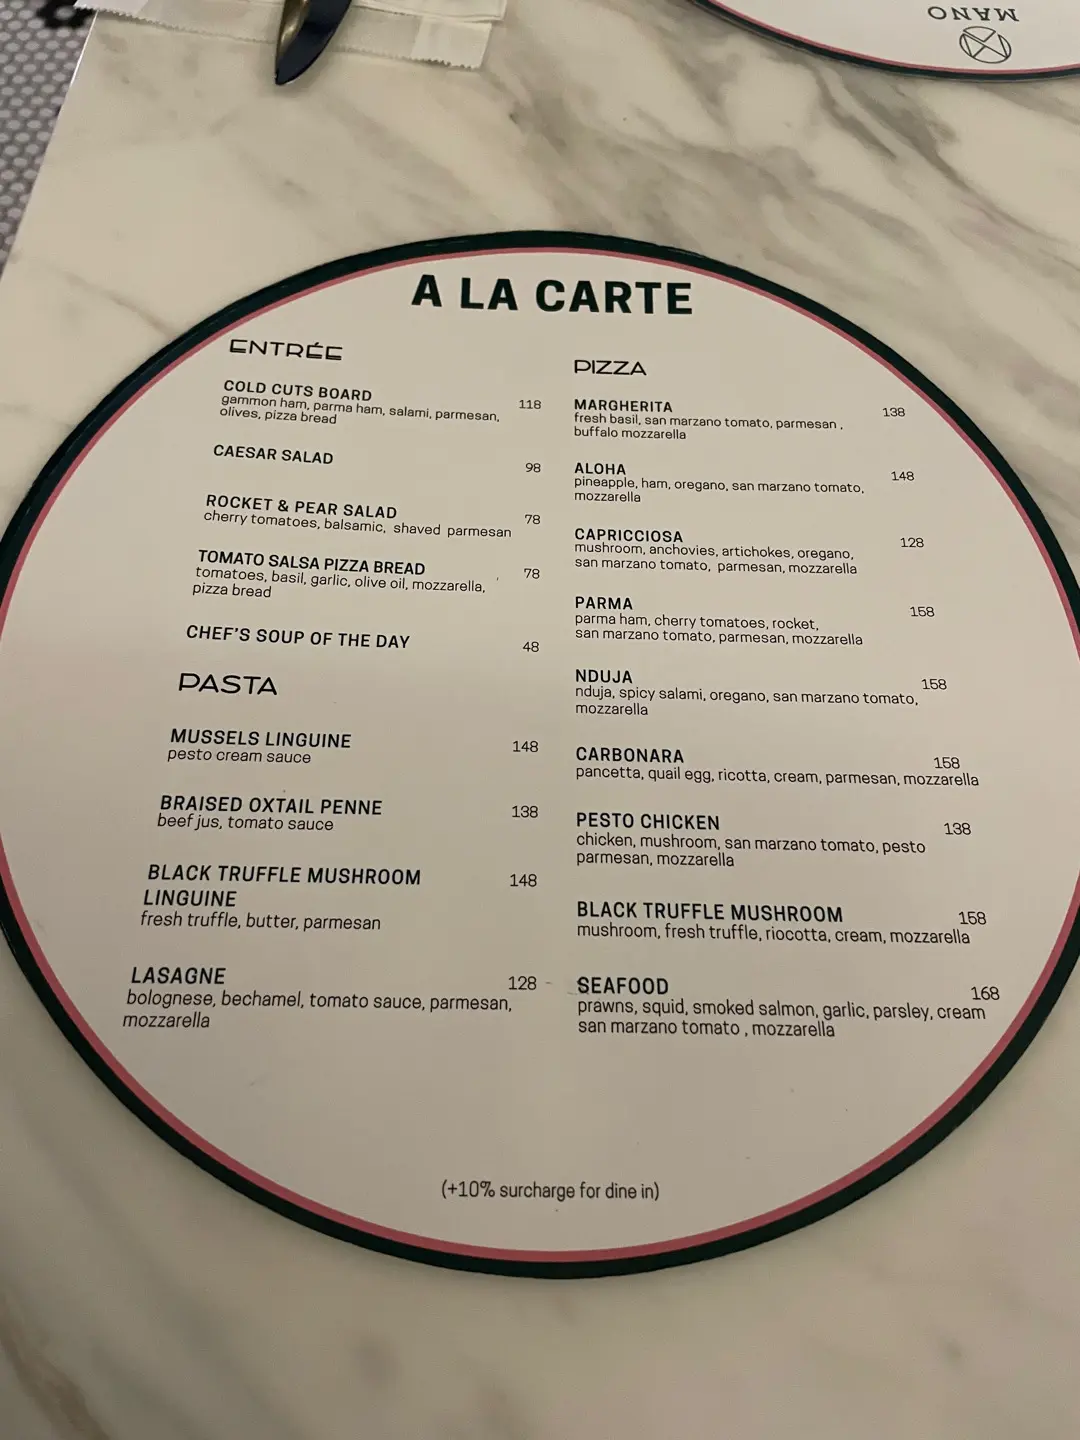 MANO
A LA CARTE
ENTRÉE
COLD CUTS BOARD 118
gammon ham, parma ham, salami, parmesan,
olives, pizza bread
CAESAR SALAD 98
ROCKET & PEAR SALAD 78
cherry tomatoes, balsamic, shaved parmesan
TOMATO SALSA PIZZA BREAD 78
tomatoes, basil, garlic, olive oil, mozzarella,
pizza bread
CHEF'S SOUP OF THE DAY 48
PASTA
MUSSELS LINGUINE 148
pesto cream sauce
BRAISED OXTAIL PENNE 138
beef jus, tomato sauce
BLACK TRUFFLE MUSHROOM 148
LINGUINE
fresh truffle, butter, parmesan
LASAGNE 128
bolognese, bechamel, tomato sauce, parmesan,
mozzarella
PIZZA
MARGHERITA 138
fresh basil, san marzano tomato, parmesan ,
buffalo mozzarella
ALOHA 148
pineapple, ham, oregano, san marzano tomato,
mozzarella
CAPRICCIOSA 128
mushroom, anchovies, artichokes, oregano,
san marzano tomato, parmesan, mozzarella
PARMA 158
parma ham, cherry tomatoes, rocket,
san marzano tomato, parmesan, mozzarella
NDUJA 158
nduja, spicy salami, oregano, san marzano tomato,
mozzarella
CARBONARA 158
pancetta, quail egg, ricotta, cream, parmesan, mozzarella
PESTO CHICKEN 138
chicken, mushroom, san marzano tomato, pesto
parmesan, mozzarella
BLACK TRUFFLE MUSHROOM 158
mushroom, fresh truffle, riocotta, cream, mozzarella
SEAFOOD 168
prawns, squid, smoked salmon, garlic, parsley, cream
san marzano tomato , mozzarella
(+10% surcharge for dine in)